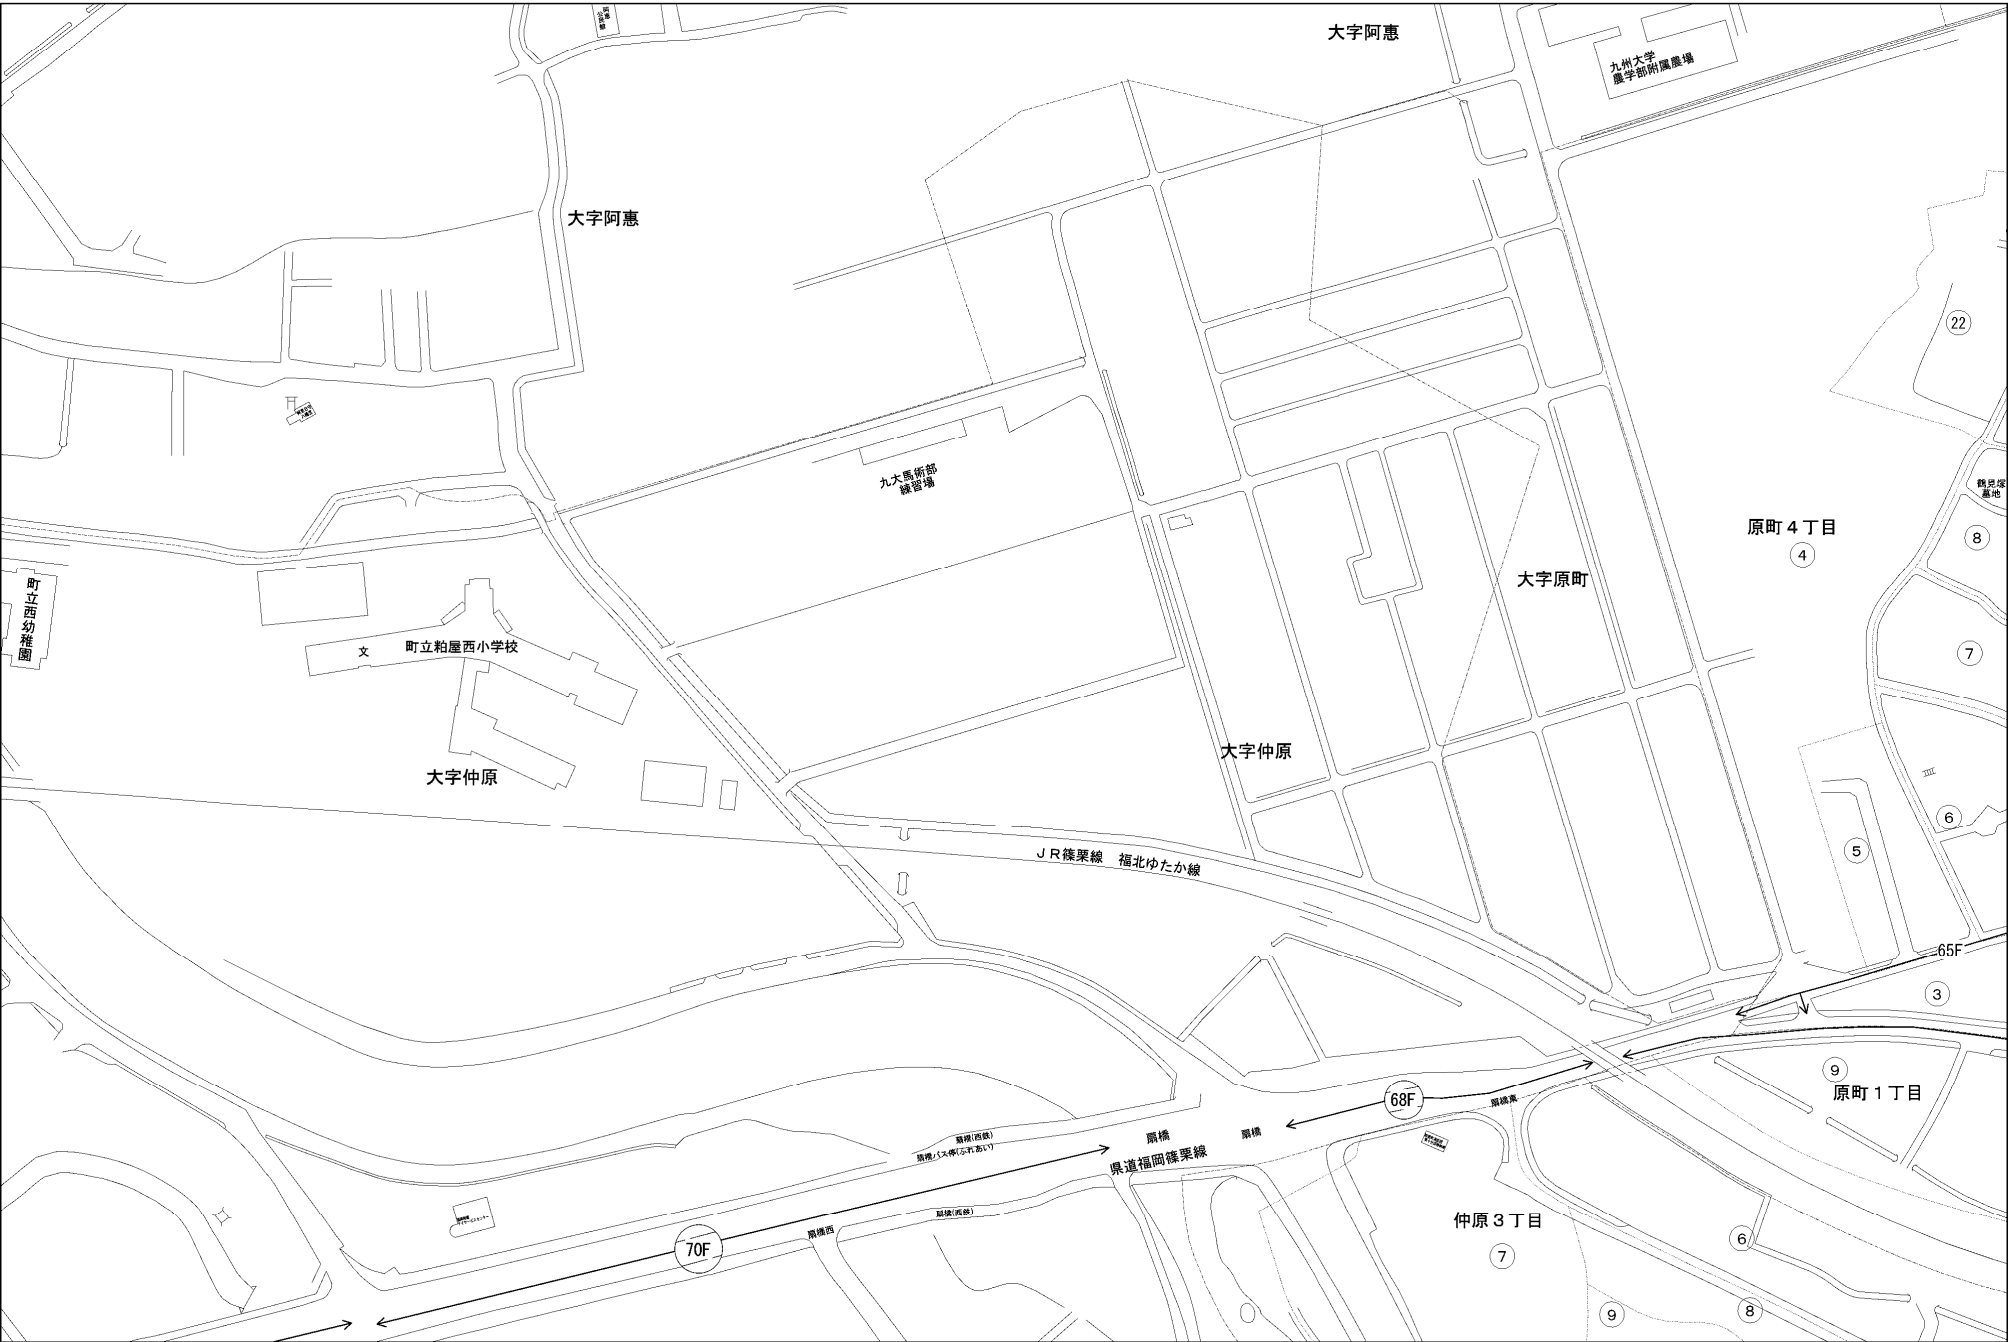 大字阿恵
九州大学
農学部附属農場
大字阿恵
22
九大馬術部
練習場
鶴見塚
墓地
原町4丁目
④
8
大字原町
町立西幼稚園
文
町立粕屋西小学校
7
大字仲原
大字仲原
6
5
JR篠栗線 福北ゆたか線
65F
3
9
原町1丁目
68F
扇橋東
扇橋(西鉄)
扇橋バス停(ふれあい)
扇橋
扇橋
県道福岡篠栗線
扇橋(西鉄)
扇橋西
70F
仲原3丁目
7
6
8
9